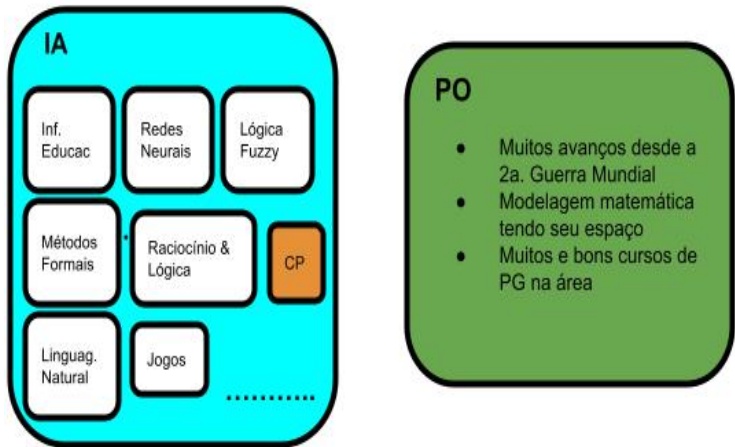 IA
Inf.
Educac
Redes
Neurais
Lógica
Fuzzy
Métodos
Formais
Raciocínio &
Lógica
CP
Linguag.
Natural
Jogos
............
PO
● Muitos avanços desde a
2a. Guerra Mundial
● Modelagem matemática
tendo seu espaço
● Muitos e bons cursos de
PG na área